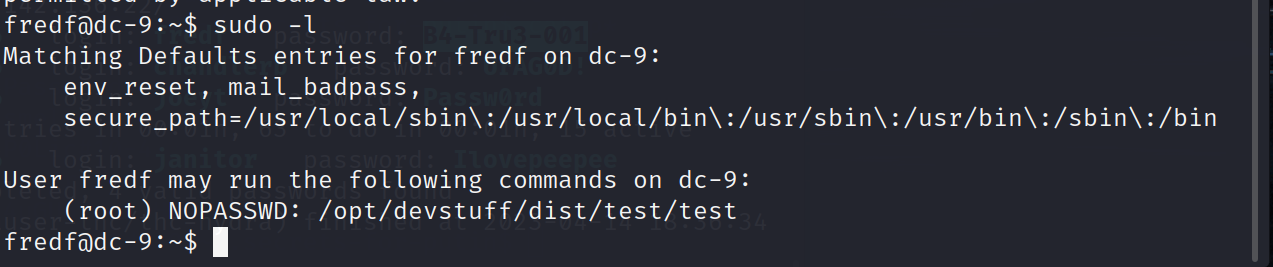 permitted by applicable law.
fredf@dc-9:~$ sudo -l
Matching Defaults entries for fredf on dc-9:
    env_reset, mail_badpass,
    secure_path=/usr/local/sbin\:/usr/local/bin\:/usr/sbin\:/usr/bin\:/sbin\:/bin

User fredf may run the following commands on dc-9:
    (root) NOPASSWD: /opt/devstuff/dist/test/test
fredf@dc-9:~$